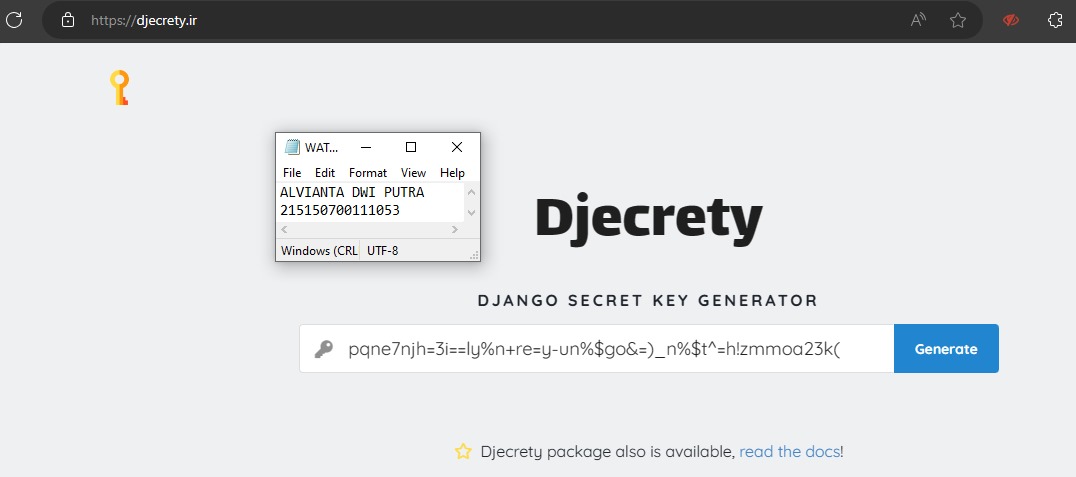 https://djecrety.ir
WAT...
File Edit Format View Help
ALVIANTA DWI PUTRA
215150700111053
Windows (CRL UTF-8
Djecrety
DJANGO SECRET KEY GENERATOR
pqne7njh=3i==ly%n+re=y-un%$go&=)_n%$t^=h!zmmoa23k(
Generate
Djecrety package also is available, read the docs!